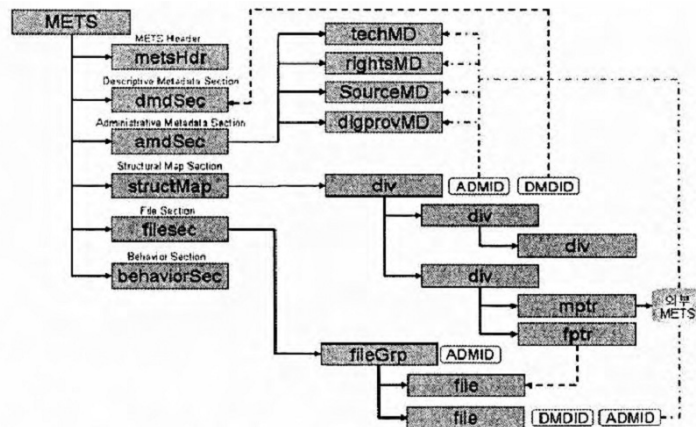 METS
METS Header
metsHdr
Descriptive Metadata Section
dmdSec
Administrative Metadata Section
amdSec
Structural Map Section
structMap
File Section
filesec
Behavior Section
behaviorSec
techMD
rightsMD
SourceMD
digprovMD
div
ADMID
DMDID
div
div
div
mptr
외부
METS
fptr
fileGrp
ADMID
file
file
DMDID
ADMID